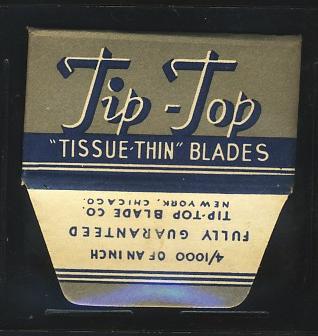 Tip-Top
"TISSUE-THIN" BLADES
4/1000 OF AN INCH
FULLY GUARANTEED
TIP-TOP BLADE CO.
NEW YORK, CHICAGO.